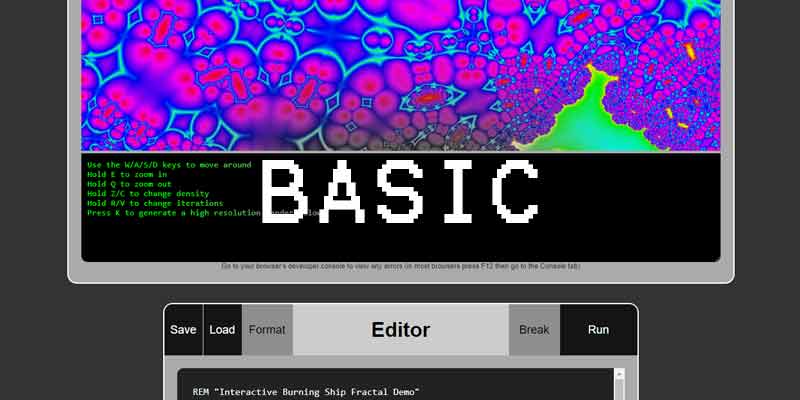 Use the W/A/S/D keys to move around
Hold E to zoom in
Hold Q to zoom out
Hold Z/C to change density
Hold R/V to change iterations
Press K to generate a high resolution render
BASIC
Go to your browser's developer console to view any errors (in most browsers press F12 then go to the Console tab)
Save Load Format Editor Break Run
REM "Interactive Burning Ship Fractal Demo"